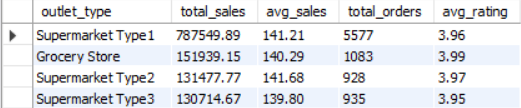 outlet_type total_sales avg_sales total_orders avg_rating
Supermarket Type1 787549.89 141.21 5577 3.96
Grocery Store 151939.15 140.29 1083 3.99
Supermarket Type2 131477.77 141.68 928 3.97
Supermarket Type3 130714.67 139.80 935 3.95